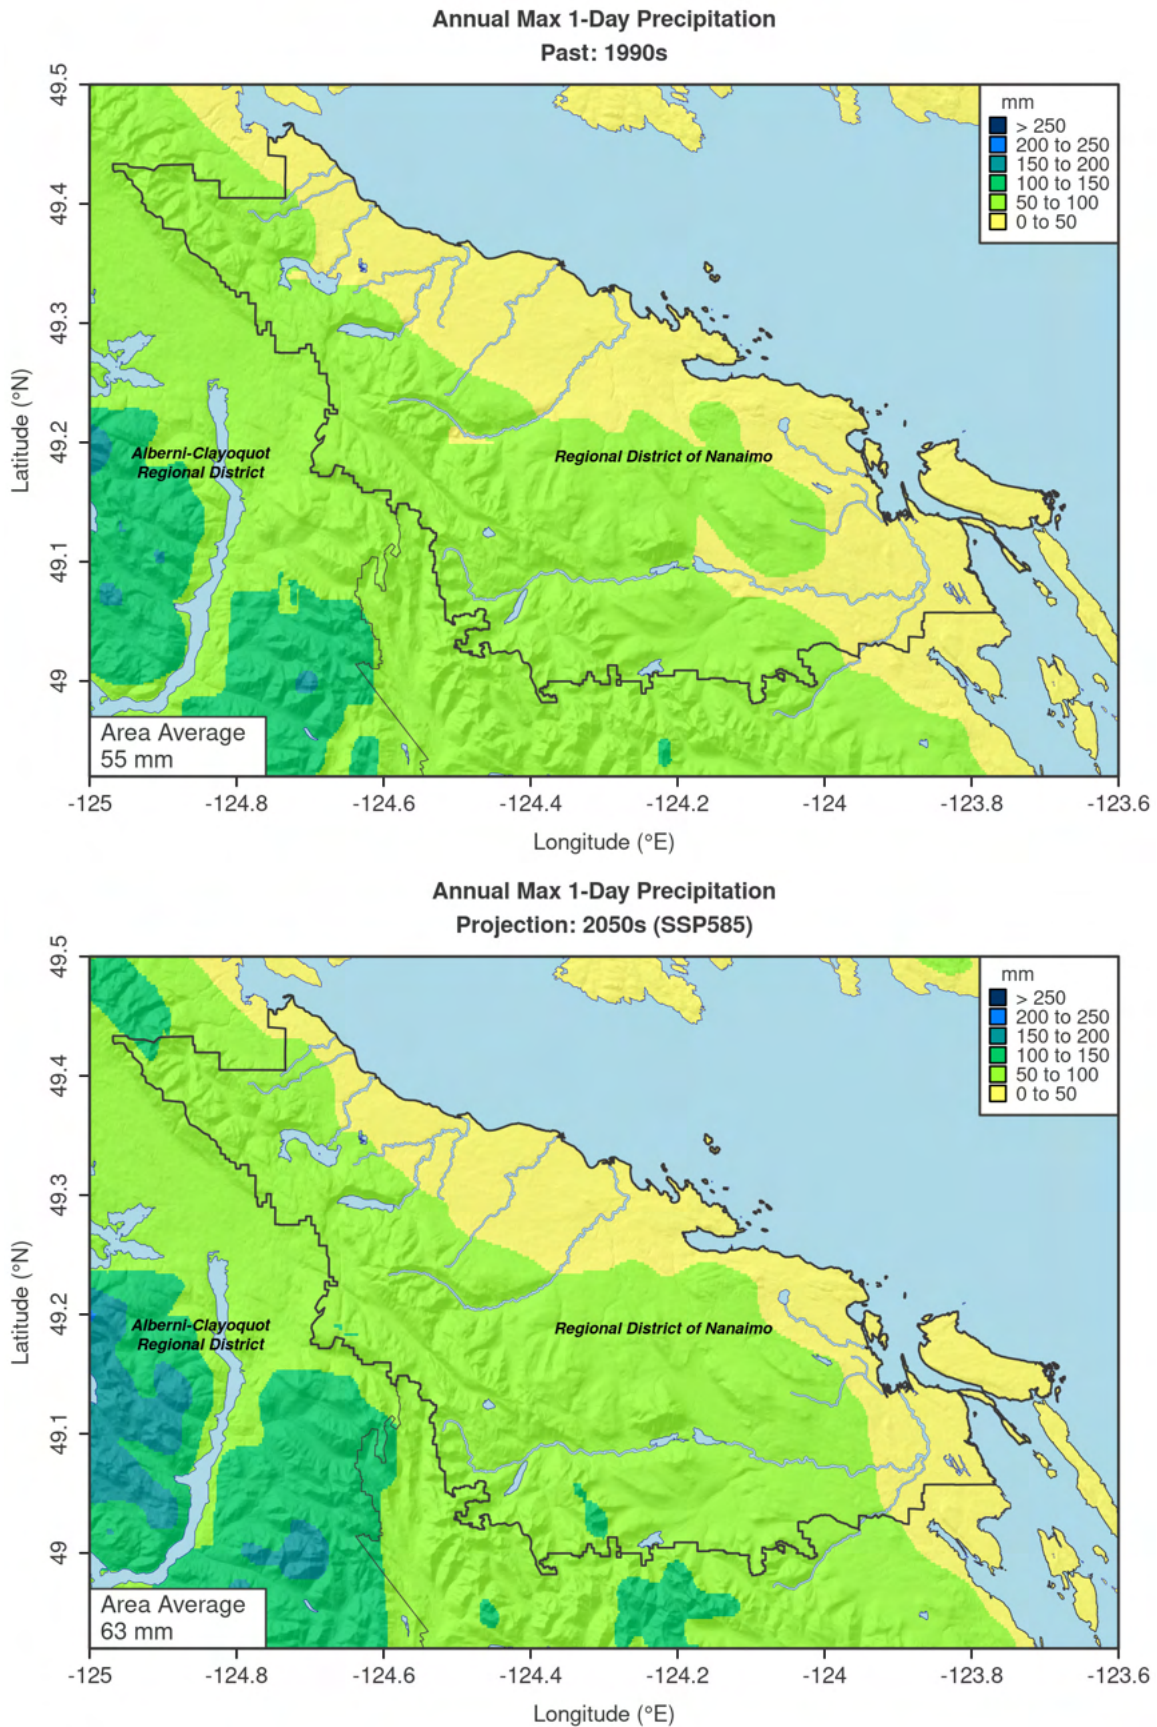 Annual Max 1-Day Precipitation
Past: 1990s
mm
> 250
200 to 250
150 to 200
100 to 150
50 to 100
0 to 50
49.5
49.4
49.3
49.2
49.1
49
Latitude (°N)
Alberni-Clayoquot
Regional District
Regional District of Nanaimo
Area Average
55 mm
-125 -124.8 -124.6 -124.4 -124.2 -124 -123.8 -123.6
Longitude (°E)
Annual Max 1-Day Precipitation
Projection: 2050s (SSP585)
mm
> 250
200 to 250
150 to 200
100 to 150
50 to 100
0 to 50
49.5
49.4
49.3
49.2
49.1
49
Latitude (°N)
Alberni-Clayoquot
Regional District
Regional District of Nanaimo
Area Average
63 mm
-125 -124.8 -124.6 -124.4 -124.2 -124 -123.8 -123.6
Longitude (°E)